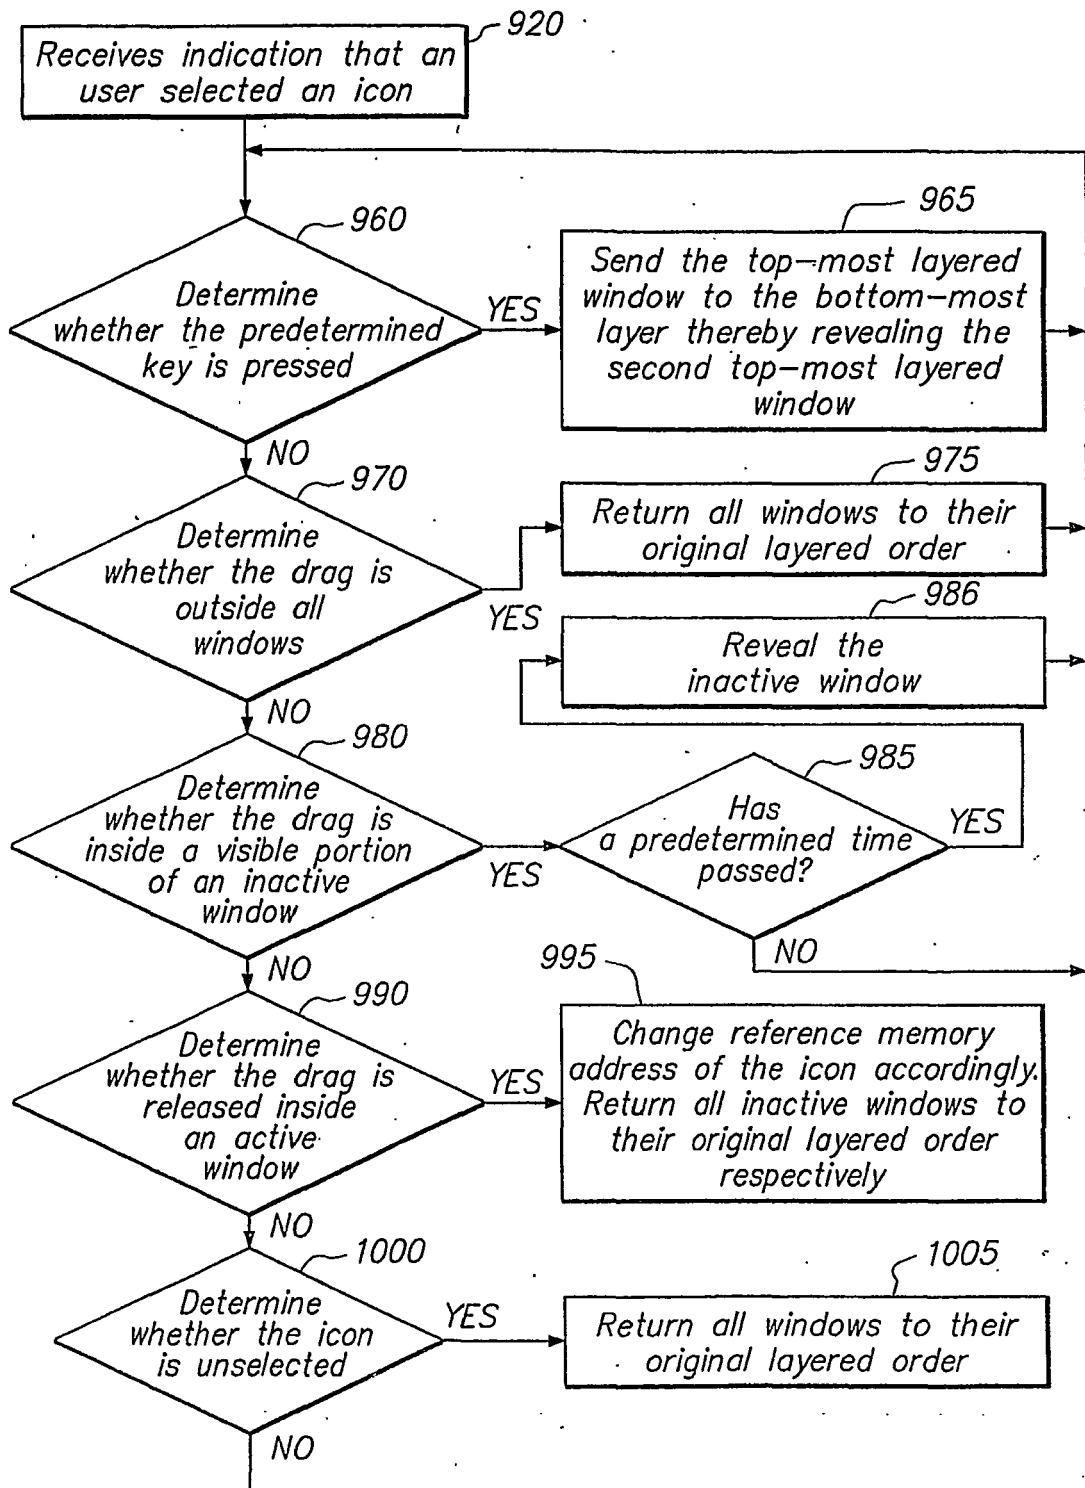 920
Receives indication that an
user selected an icon
960
Determine
whether the predetermined
key is pressed
YES
965
Send the top-most layered
window to the bottom-most
layer thereby revealing the
second top-most layered
window
NO
970
Determine
whether the drag is
outside all
windows
YES
975
Return all windows to their
original layered order
986
Reveal the
inactive window
NO
980
Determine
whether the drag is
inside a visible portion
of an inactive
window
YES
985
Has
a predetermined time
passed?
YES
NO
NO
990
Determine
whether the drag is
released inside
an active
window
YES
995
Change reference memory
address of the icon accordingly.
Return all inactive windows to
their original layered order
respectively
NO
1000
Determine
whether the icon
is unselected
YES
1005
Return all windows to their
original layered order
NO